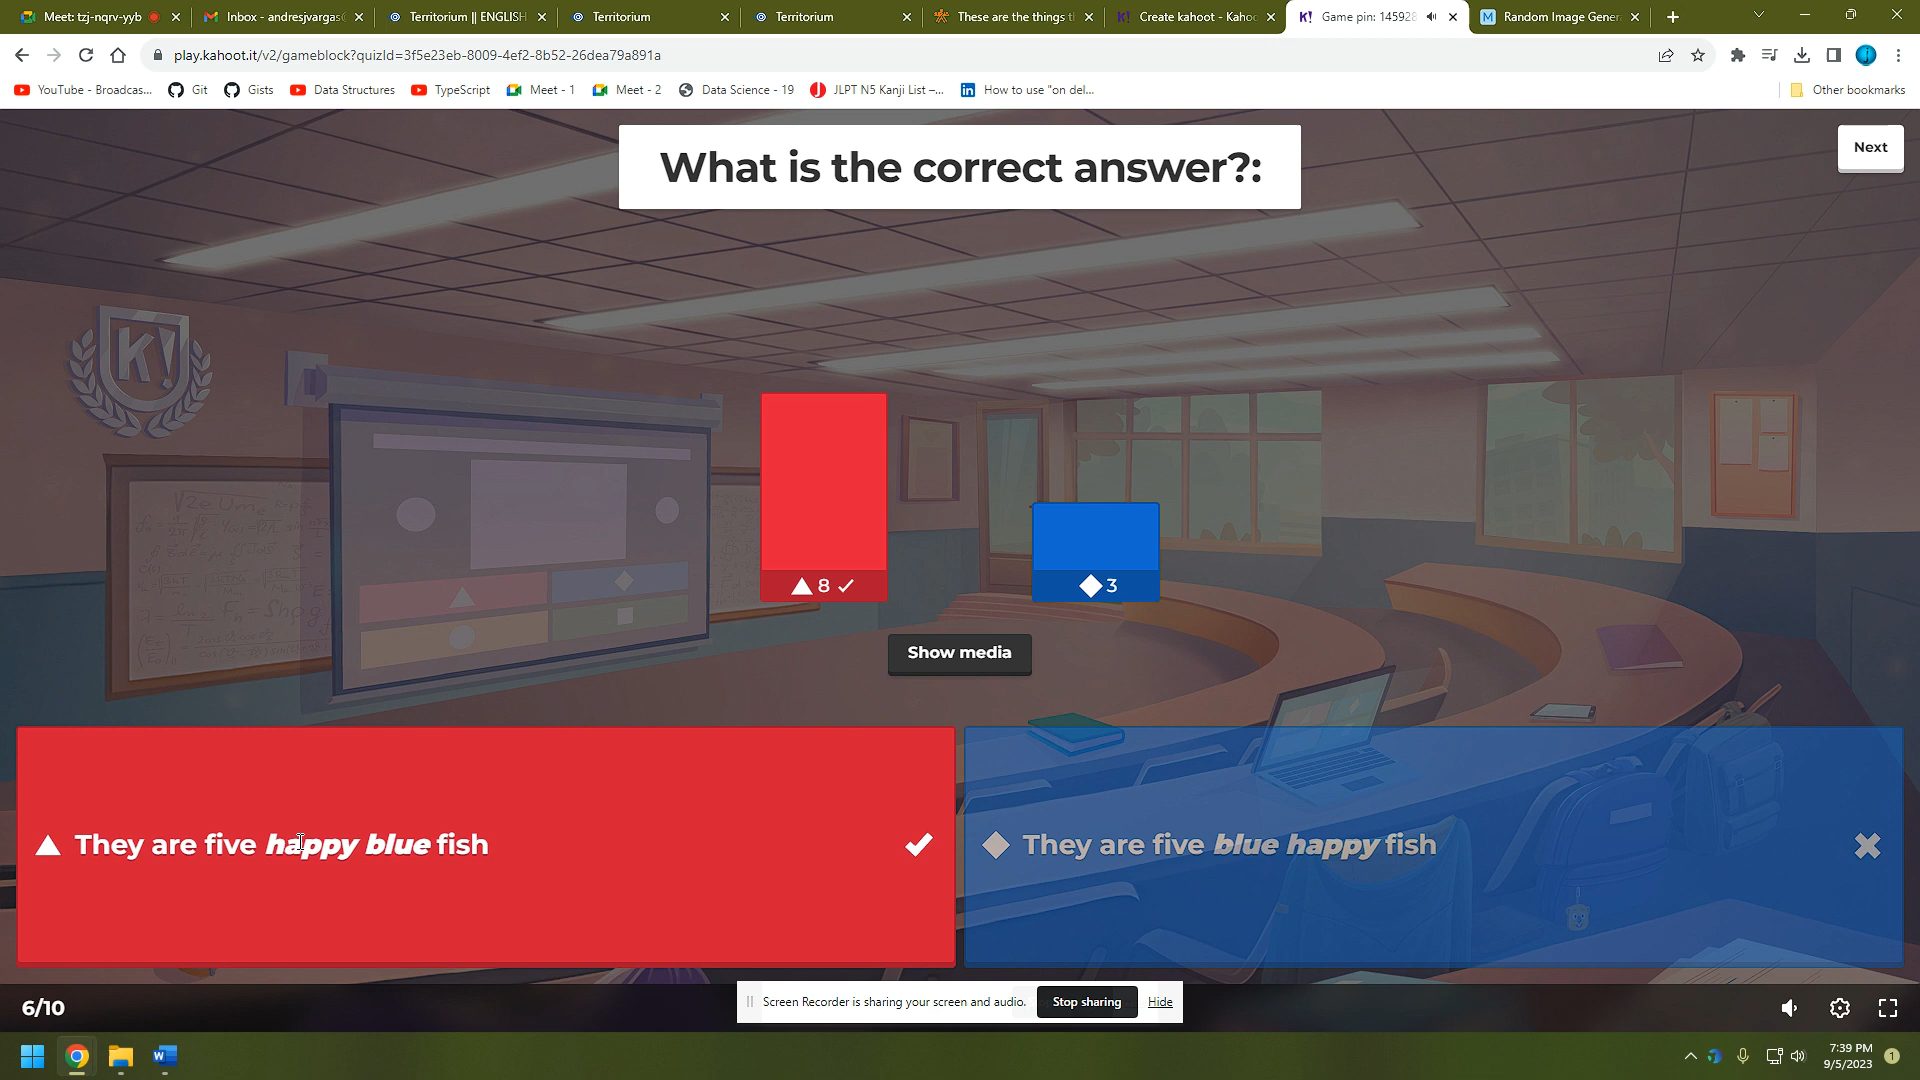 Meet: tzj-nqrv-yyb
Inbox - andresjvargas
Territorium || ENGLISH
Territorium
Territorium
These are the things t
Create kahoot - Kahoo
Game pin: 145928
Random Image Gener
play.kahoot.it/v2/gameblock?quizId=3f5e23eb-8009-4ef2-8b52-26dea79a891a
YouTube - Broadcas...
Git
Gists
Data Structures
TypeScript
Meet - 1
Meet - 2
Data Science - 19
JLPT N5 Kanji List –...
How to use "on del...
Other bookmarks
What is the correct answer?:
Next
K!
8
3
Show media
They are five happy blue fish
They are five blue happy fish
6/10
Screen Recorder is sharing your screen and audio.
Stop sharing
Hide
7:39 PM
9/5/2023
1